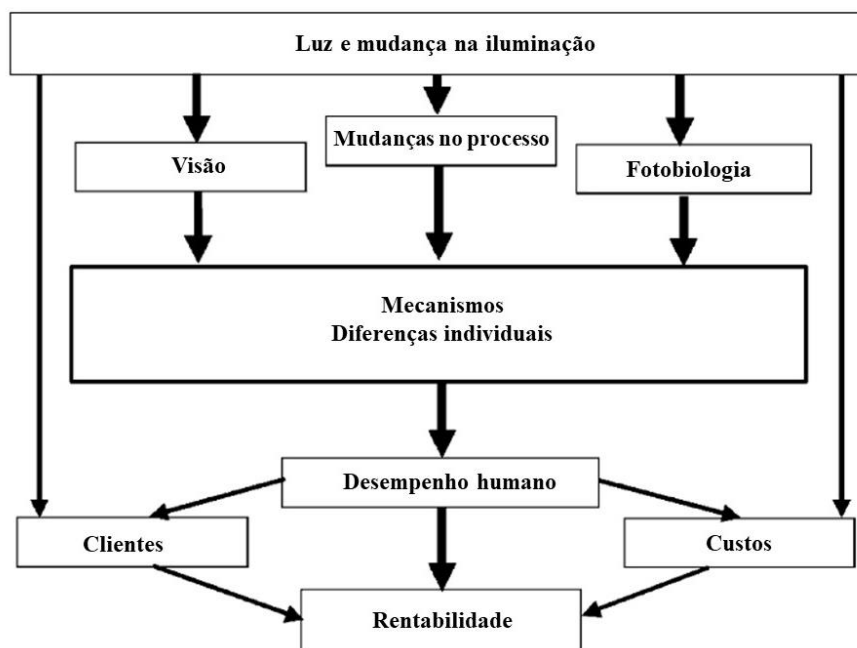 Luz e mudança na iluminação
Visão
Mudanças no processo
Fotobiologia
Mecanismos
Diferenças individuais
Desempenho humano
Clientes
Custos
Rentabilidade